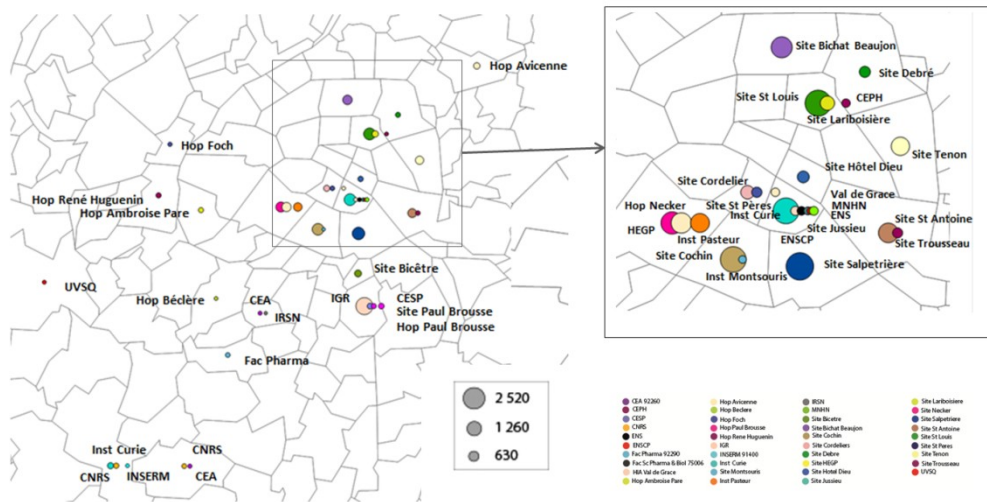 Hop Avicenne
Hop Foch
Hop René Huguenin
Hop Ambroise Pare
UVSQ
Hop Béclère
CEA
IRSN
Fac Pharma
Site Bicêtre
IGR
CESP
Site Paul Brousse
Hop Paul Brousse
Inst Curie
CNRS
CNRS
INSERM
CEA
2 520
1 260
630
Site Bichat Beaujon
Site Debré
Site St Louis
CEPH
Site Lariboisière
Site Tenon
Site Hôtel Dieu
Site Cordelier
Val de Grace
Site St Pères
MNHN
Hop Necker
Inst Curie
ENS
Site Jussieu
Site St Antoine
HEGP
Inst Pasteur
ENSCP
Site Trousseau
Site Cochin
Inst Montsouris
Site Salpetrière
CEA 92260
CEPH
CESP
CNRS
ENS
ENSCP
Fac Pharma 92290
Fac Sc Pharma & Biol 75006
HIA Val de Grace
Hop Ambroise Pare
Hop Avicenne
Hop Beclere
Hop Foch
Hop Paul Brousse
Hop Rene Huguenin
IGR
INSERM 91400
Inst Curie
Site Montsouris
Inst Pasteur
IRSN
MNHN
Site Bicetre
Site Bichat Beaujon
Site Cochin
Site Cordeliers
Site Debre
Site HEGP
Site Hotel Dieu
Site Jussieu
Site Lariboisiere
Site Necker
Site Salpetriere
Site St Antoine
Site St Louis
Site St Peres
Site Tenon
Site Trousseau
UVSQ